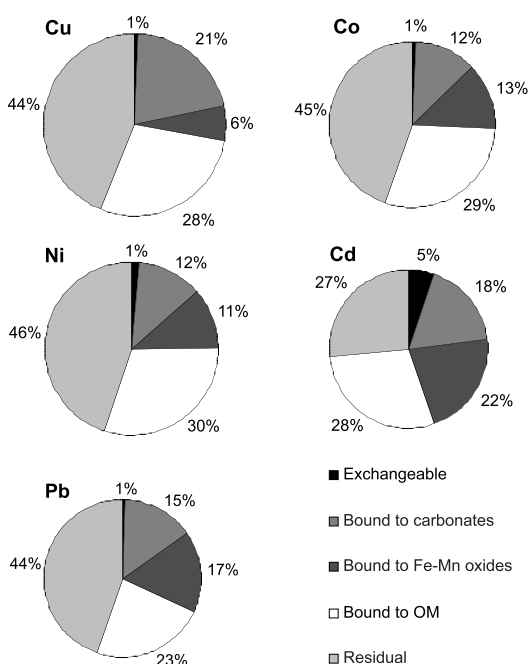 Cu
1%
21%
6%
28%
44%
Co
1%
12%
13%
29%
45%
Ni
1%
12%
11%
30%
46%
Cd
5%
18%
22%
28%
27%
Pb
1%
15%
17%
23%
44%
Exchangeable
Bound to carbonates
Bound to Fe-Mn oxides
Bound to OM
Residual